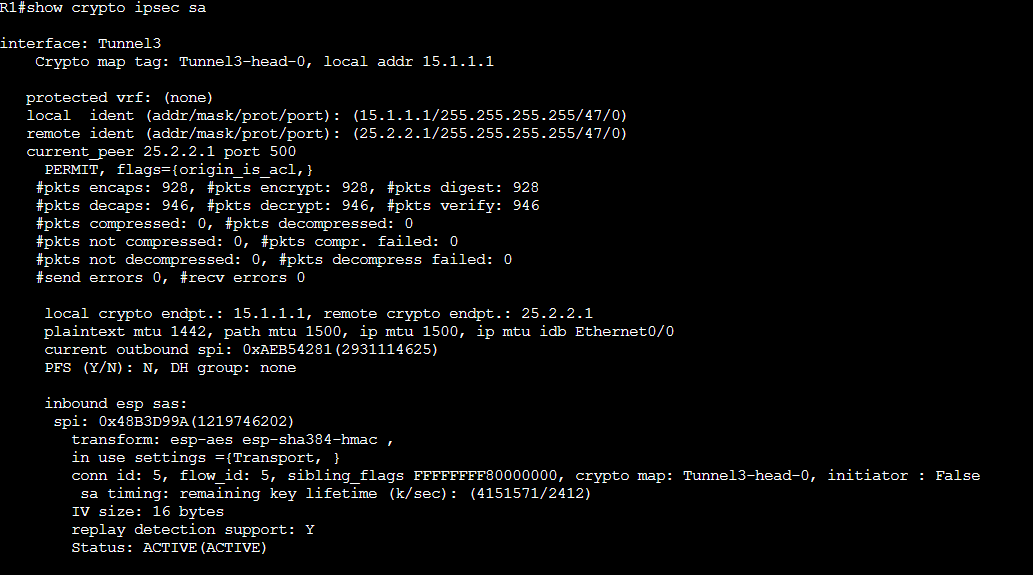 R1#show crypto ipsec sa
interface: Tunnel3
Crypto map tag: Tunnel3-head-0, local addr 15.1.1.1
protected vrf: (none)
local  ident (addr/mask/prot/port): (15.1.1.1/255.255.255.255/47/0)
remote ident (addr/mask/prot/port): (25.2.2.1/255.255.255.255/47/0)
current_peer 25.2.2.1 port 500
PERMIT, flags={origin_is_acl,}
#pkts encaps: 928, #pkts encrypt: 928, #pkts digest: 928
#pkts decaps: 946, #pkts decrypt: 946, #pkts verify: 946
#pkts compressed: 0, #pkts decompressed: 0
#pkts not compressed: 0, #pkts compr. failed: 0
#pkts not decompressed: 0, #pkts decompress failed: 0
#send errors 0, #recv errors 0
local crypto endpt.: 15.1.1.1, remote crypto endpt.: 25.2.2.1
plaintext mtu 1442, path mtu 1500, ip mtu 1500, ip mtu idb Ethernet0/0
current outbound spi: 0xAEB54281(2931114625)
PFS (Y/N): N, DH group: none
inbound esp sas:
spi: 0x48B3D99A(1219746202)
transform: esp-aes esp-sha384-hmac ,
in use settings ={Transport, }
conn id: 5, flow_id: 5, sibling_flags FFFFFFFF80000000, crypto map: Tunnel3-head-0, initiator : False
sa timing: remaining key lifetime (k/sec): (4151571/2412)
IV size: 16 bytes
replay detection support: Y
Status: ACTIVE(ACTIVE)